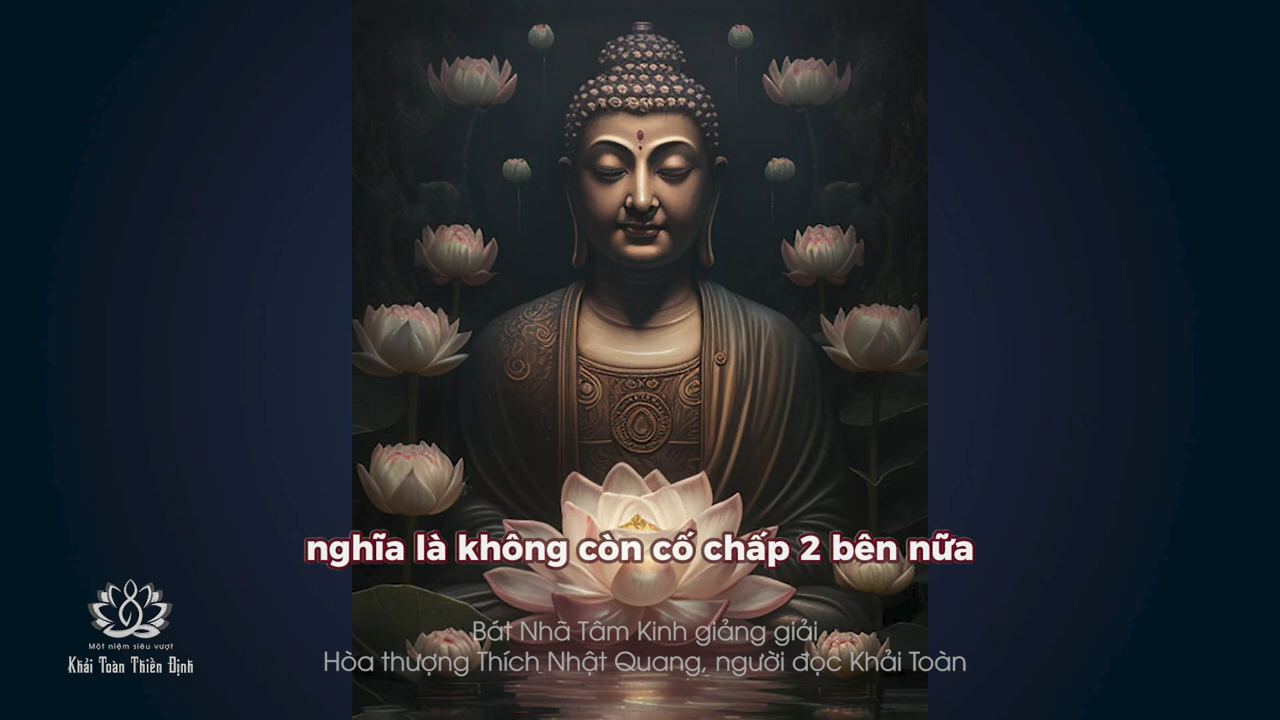 nghĩa là không còn cố chấp 2 bên nữa
Bát Nhã Tâm Kinh giảng giải
Hòa thượng Thích Nhật Quang, người đọc Khải Toàn
Một niệm siêu vượt
Khải Toàn Thiền Định